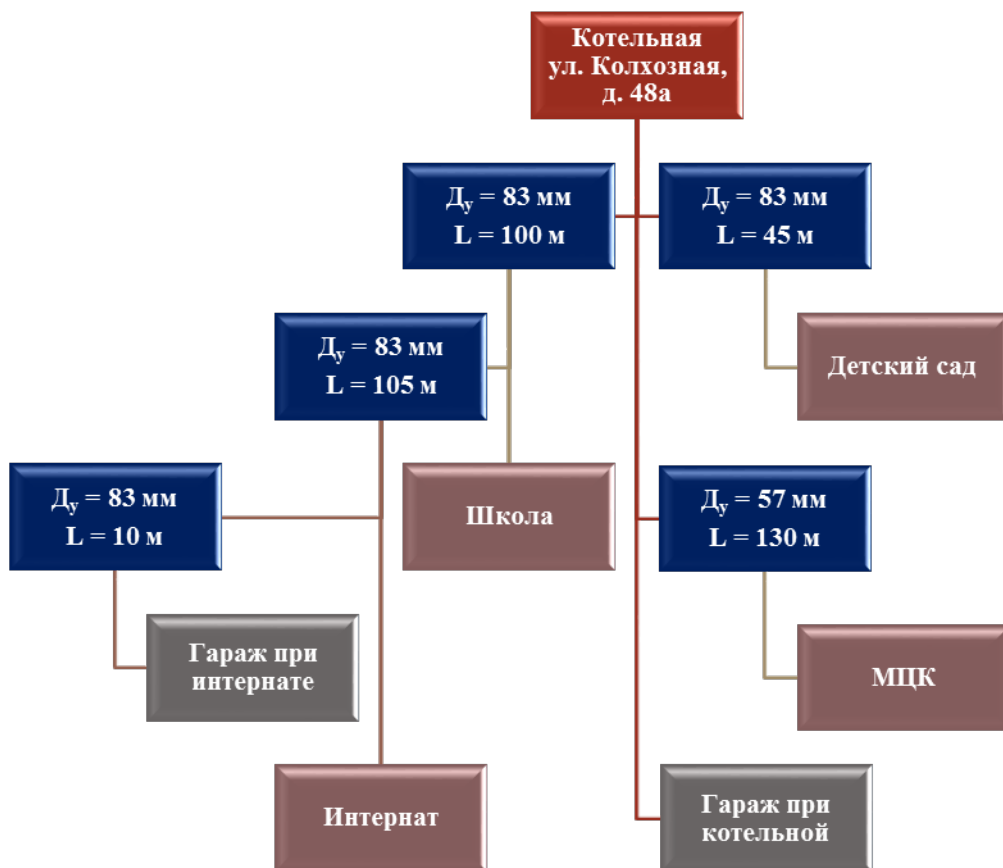 Котельная
ул. Колхозная,
д. 48а
Ду = 83 мм
L = 100 м
Ду = 83 мм
L = 45 м
Ду = 83 мм
L = 105 м
Детский сад
Ду = 83 мм
L = 10 м
Школа
Ду = 57 мм
L = 130 м
Гараж при
интернате
МЦК
Интернат
Гараж при
котельной